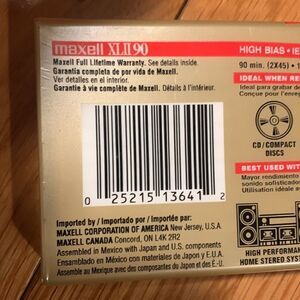 maxell XLII 90
HIGH BIAS • IE
Maxell Full Lifetime Warranty. See details inside.
90 min. (2X45) • 1
Garantía completa de por vida de Maxell.
Ver detalles en el interior.
IDEAL WHEN RE
Garantie à vie complète de Maxell.
Ideal para grabar de
Détails à l'intérieur.
Conçue pour l'enreg
CD/COMPACT
DISCS
0 25215 13641 2
BEST USED WIT
Mayor rendimiento
sonido sofisticado
Utilisation idéale a
Imported by / Importado por / Importée par:
MAXELL CORPORATION OF AMERICA New Jersey, U.S.A.
MAXELL CANADA Concord, ON L4K 2R2
Assembled in Mexico with Japan and U.S. components
Ensamblado en México con materiales de Japon y E.U.A.
Assemblé au Mexique avec des composantes du Japon et des É.-U.
HIGH PERFORMAN
HOME STEREO SYS